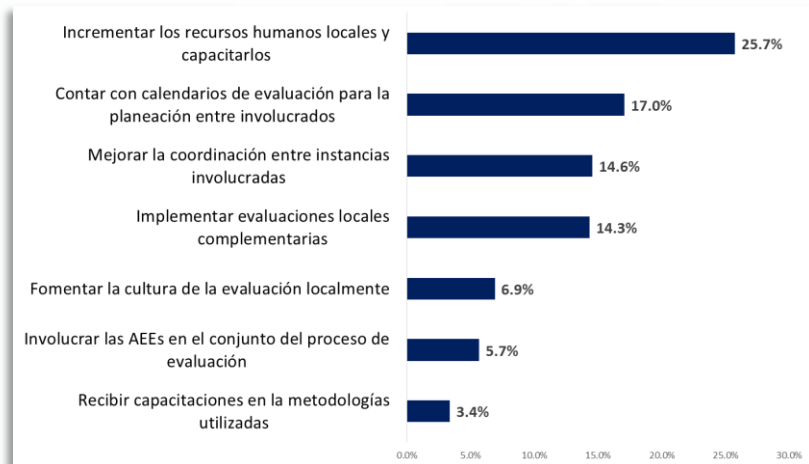 Incrementar los recursos humanos locales y
capacitarlos
25.7%
Contar con calendarios de evaluación para la
planeación entre involucrados
17.0%
Mejorar la coordinación entre instancias
involucradas
14.6%
Implementar evaluaciones locales
complementarias
14.3%
Fomentar la cultura de la evaluación localmente
6.9%
Involucrar las AEEs en el conjunto del proceso de
evaluación
5.7%
Recibir capacitaciones en la metodologías
utilizadas
3.4%
0.0% 5.0% 10.0% 15.0% 20.0% 25.0% 30.0%